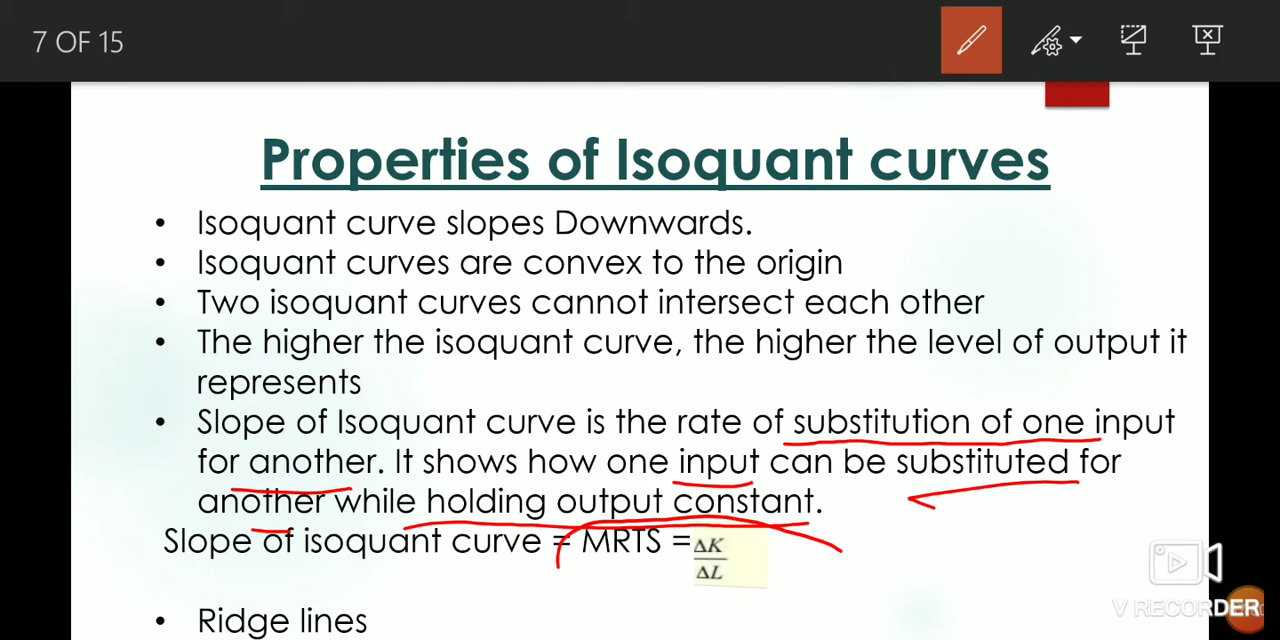 7 OF 15
Properties of Isoquant curves
• Isoquant curve slopes Downwards.
• Isoquant curves are convex to the origin
• Two isoquant curves cannot intersect each other
• The higher the isoquant curve, the higher the level of output it
represents
• Slope of Isoquant curve is the rate of substitution of one input
for another. It shows how one input can be substituted for
another while holding output constant.
Slope of isoquant curve = MRTS = ΔK/ΔL
• Ridge lines
V RECORDER